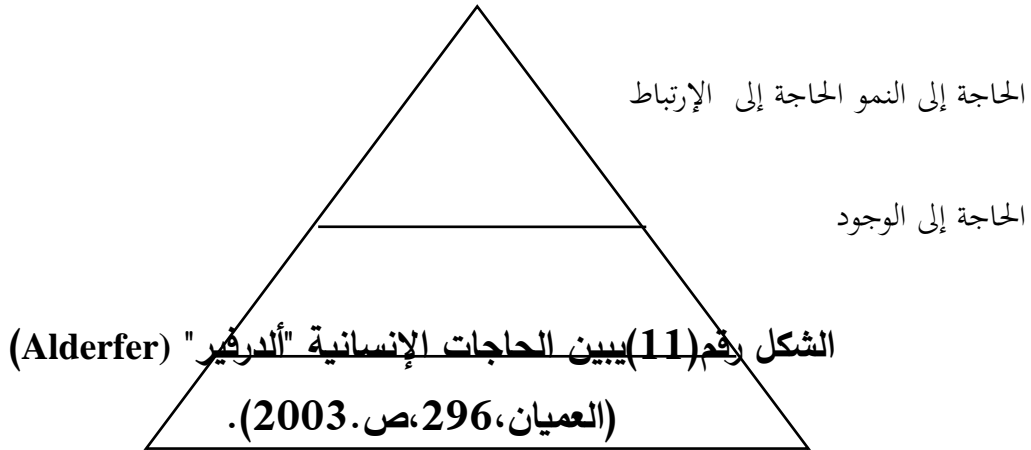 الحاجة إلى النمو الحاجة إلى الإرتباط
الحاجة إلى الوجود
الشكل رقم(11)يبين الحاجات الإنسانية "ألدرفير" (Alderfer)
(العميان،296،ص.2003).